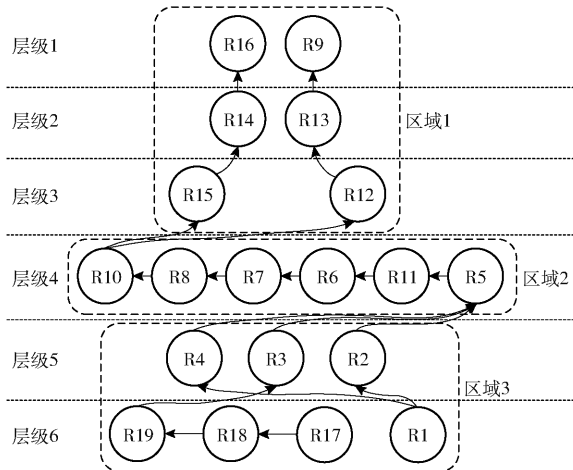 层级1 R16 R9
层级2 R14 R13 区域1
层级3 R15 R12
层级4 R10 R8 R7 R6 R11 R5 区域2
层级5 R4 R3 R2
区域3
层级6 R19 R18 R17 R1